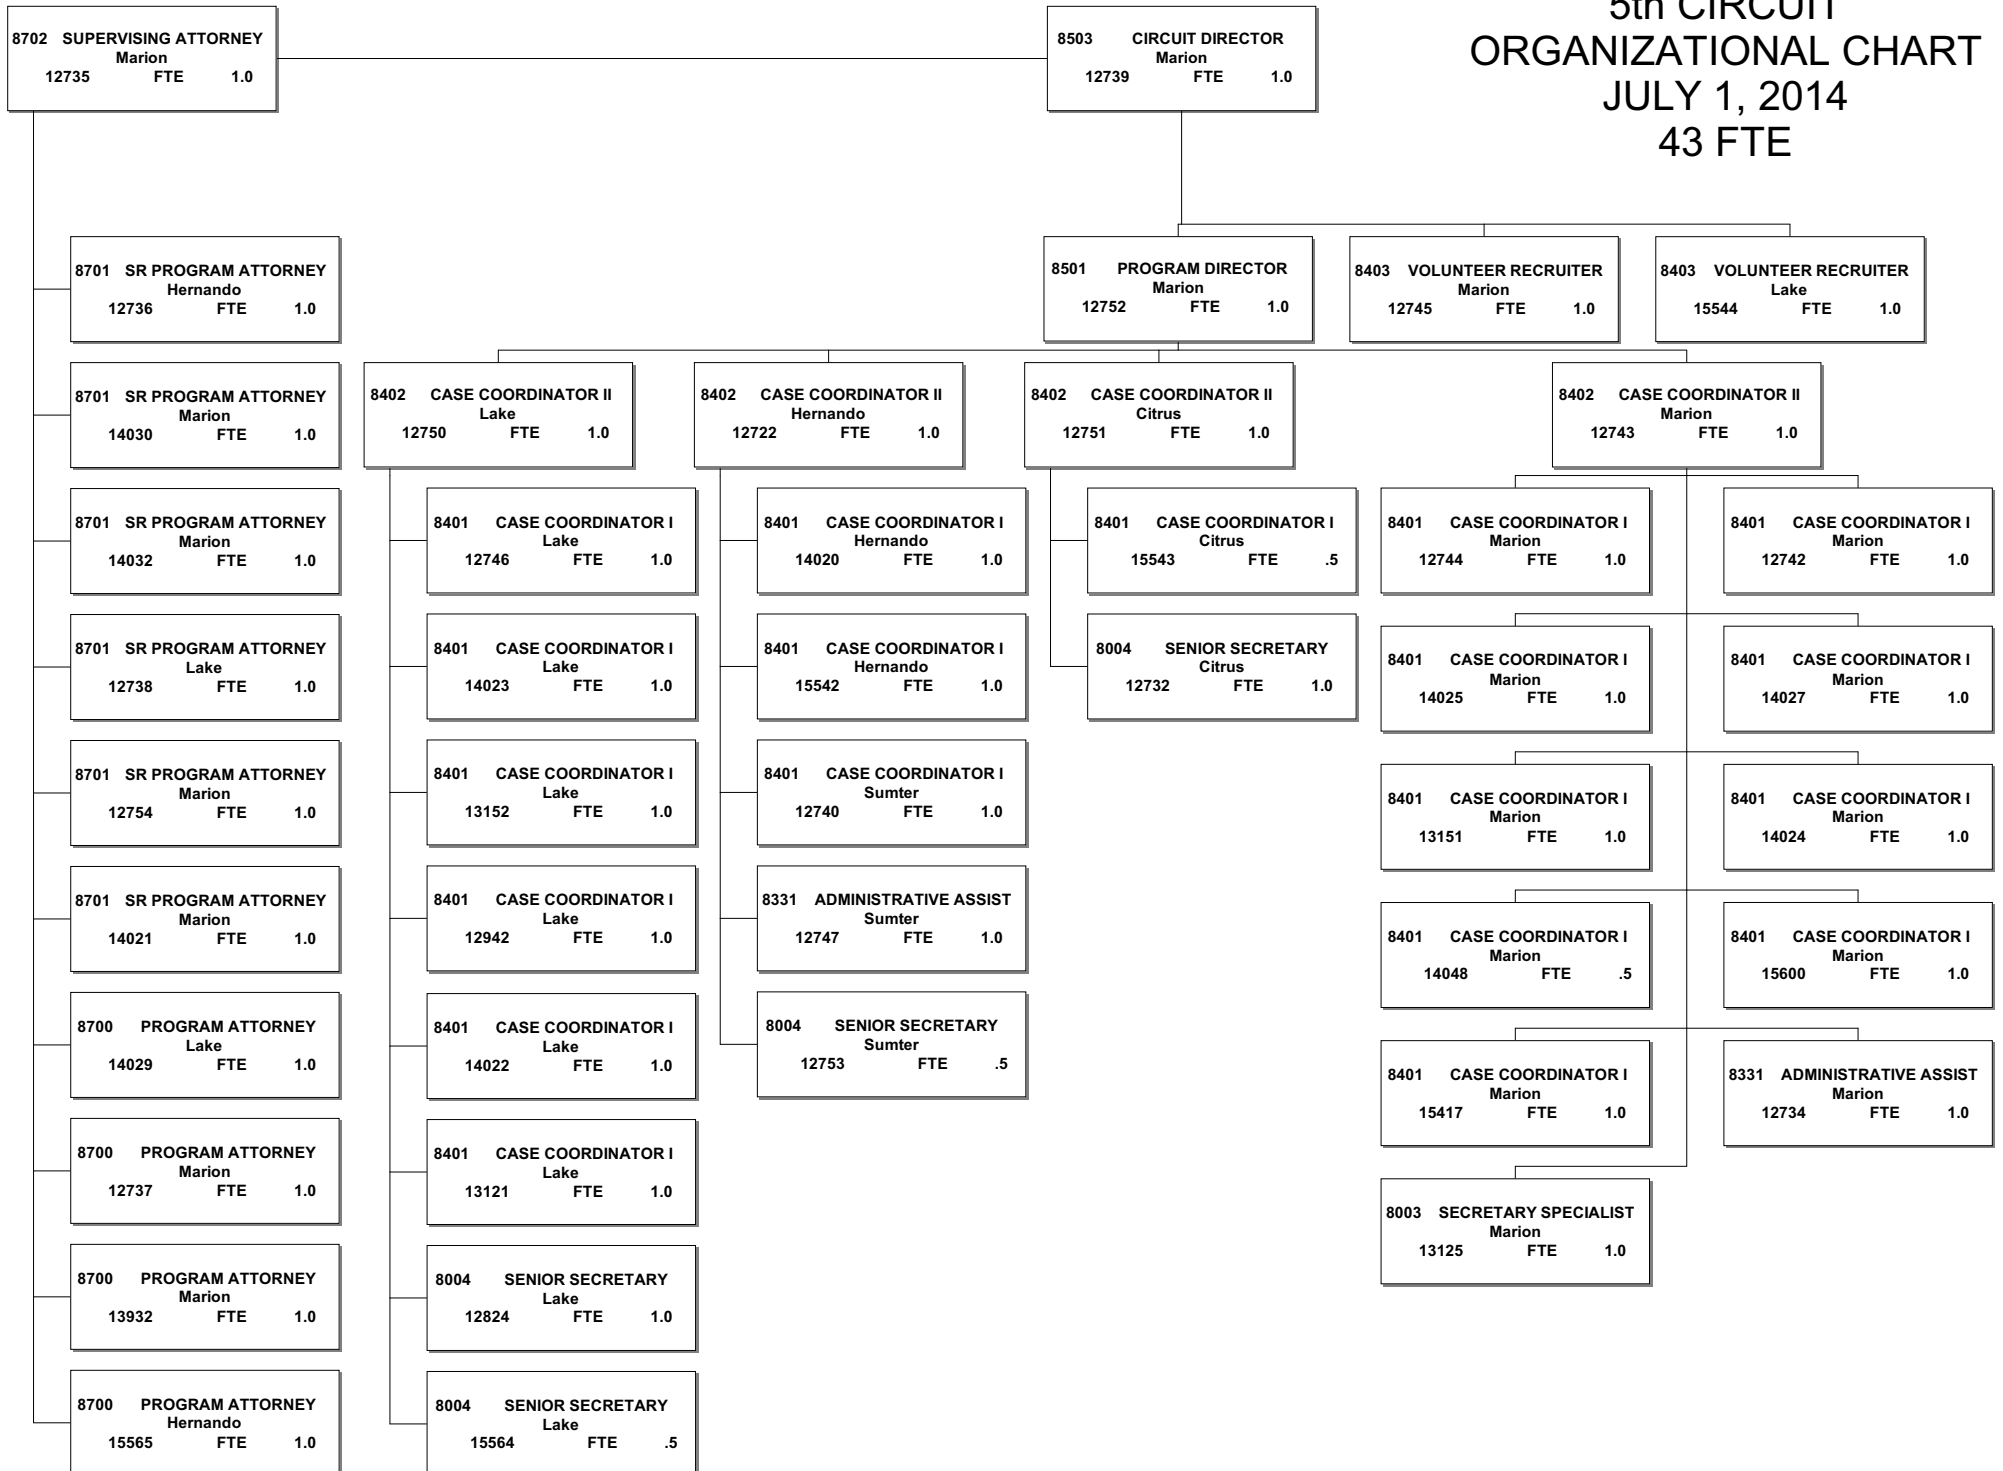 5th CIRCUIT
ORGANIZATIONAL CHART
JULY 1, 2014
43 FTE
8702 SUPERVISING ATTORNEY
Marion
12735 FTE 1.0
8503 CIRCUIT DIRECTOR
Marion
12739 FTE 1.0
8501 PROGRAM DIRECTOR
Marion
12752 FTE 1.0
8403 VOLUNTEER RECRUITER
Marion
12745 FTE 1.0
8403 VOLUNTEER RECRUITER
Lake
15544 FTE 1.0
8701 SR PROGRAM ATTORNEY
Hernando
12736 FTE 1.0
8701 SR PROGRAM ATTORNEY
Marion
14030 FTE 1.0
8701 SR PROGRAM ATTORNEY
Marion
14032 FTE 1.0
8701 SR PROGRAM ATTORNEY
Lake
12738 FTE 1.0
8701 SR PROGRAM ATTORNEY
Marion
12754 FTE 1.0
8701 SR PROGRAM ATTORNEY
Marion
14021 FTE 1.0
8700 PROGRAM ATTORNEY
Lake
14029 FTE 1.0
8700 PROGRAM ATTORNEY
Marion
12737 FTE 1.0
8700 PROGRAM ATTORNEY
Marion
13932 FTE 1.0
8700 PROGRAM ATTORNEY
Hernando
15565 FTE 1.0
8402 CASE COORDINATOR II
Lake
12750 FTE 1.0
8401 CASE COORDINATOR I
Lake
12746 FTE 1.0
8401 CASE COORDINATOR I
Lake
14023 FTE 1.0
8401 CASE COORDINATOR I
Lake
13152 FTE 1.0
8401 CASE COORDINATOR I
Lake
12942 FTE 1.0
8401 CASE COORDINATOR I
Lake
14022 FTE 1.0
8401 CASE COORDINATOR I
Lake
13121 FTE 1.0
8004 SENIOR SECRETARY
Lake
12824 FTE 1.0
8004 SENIOR SECRETARY
Lake
15564 FTE .5
8402 CASE COORDINATOR II
Hernando
12722 FTE 1.0
8401 CASE COORDINATOR I
Hernando
14020 FTE 1.0
8401 CASE COORDINATOR I
Hernando
15542 FTE 1.0
8401 CASE COORDINATOR I
Sumter
12740 FTE 1.0
8331 ADMINISTRATIVE ASSIST
Sumter
12747 FTE 1.0
8004 SENIOR SECRETARY
Sumter
12753 FTE .5
8402 CASE COORDINATOR II
Citrus
12751 FTE 1.0
8401 CASE COORDINATOR I
Citrus
15543 FTE .5
8004 SENIOR SECRETARY
Citrus
12732 FTE 1.0
8402 CASE COORDINATOR II
Marion
12743 FTE 1.0
8401 CASE COORDINATOR I
Marion
12744 FTE 1.0
8401 CASE COORDINATOR I
Marion
12742 FTE 1.0
8401 CASE COORDINATOR I
Marion
14025 FTE 1.0
8401 CASE COORDINATOR I
Marion
14027 FTE 1.0
8401 CASE COORDINATOR I
Marion
13151 FTE 1.0
8401 CASE COORDINATOR I
Marion
14024 FTE 1.0
8401 CASE COORDINATOR I
Marion
14048 FTE .5
8401 CASE COORDINATOR I
Marion
15600 FTE 1.0
8401 CASE COORDINATOR I
Marion
15417 FTE 1.0
8331 ADMINISTRATIVE ASSIST
Marion
12734 FTE 1.0
8003 SECRETARY SPECIALIST
Marion
13125 FTE 1.0